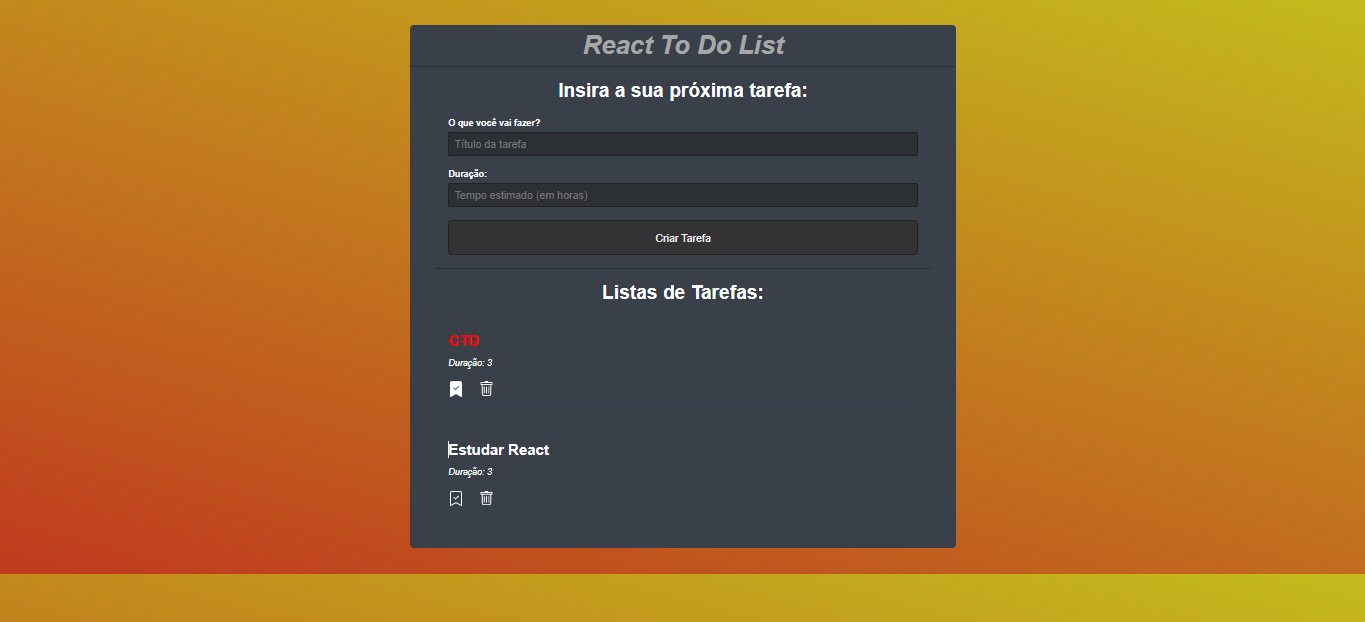 React To Do List
Insira a sua próxima tarefa:
O que você vai fazer?
Título da tarefa
Duração:
Tempo estimado (em horas)
Criar Tarefa
Listas de Tarefas:
CTD
Duração: 3
Estudar React
Duração: 3